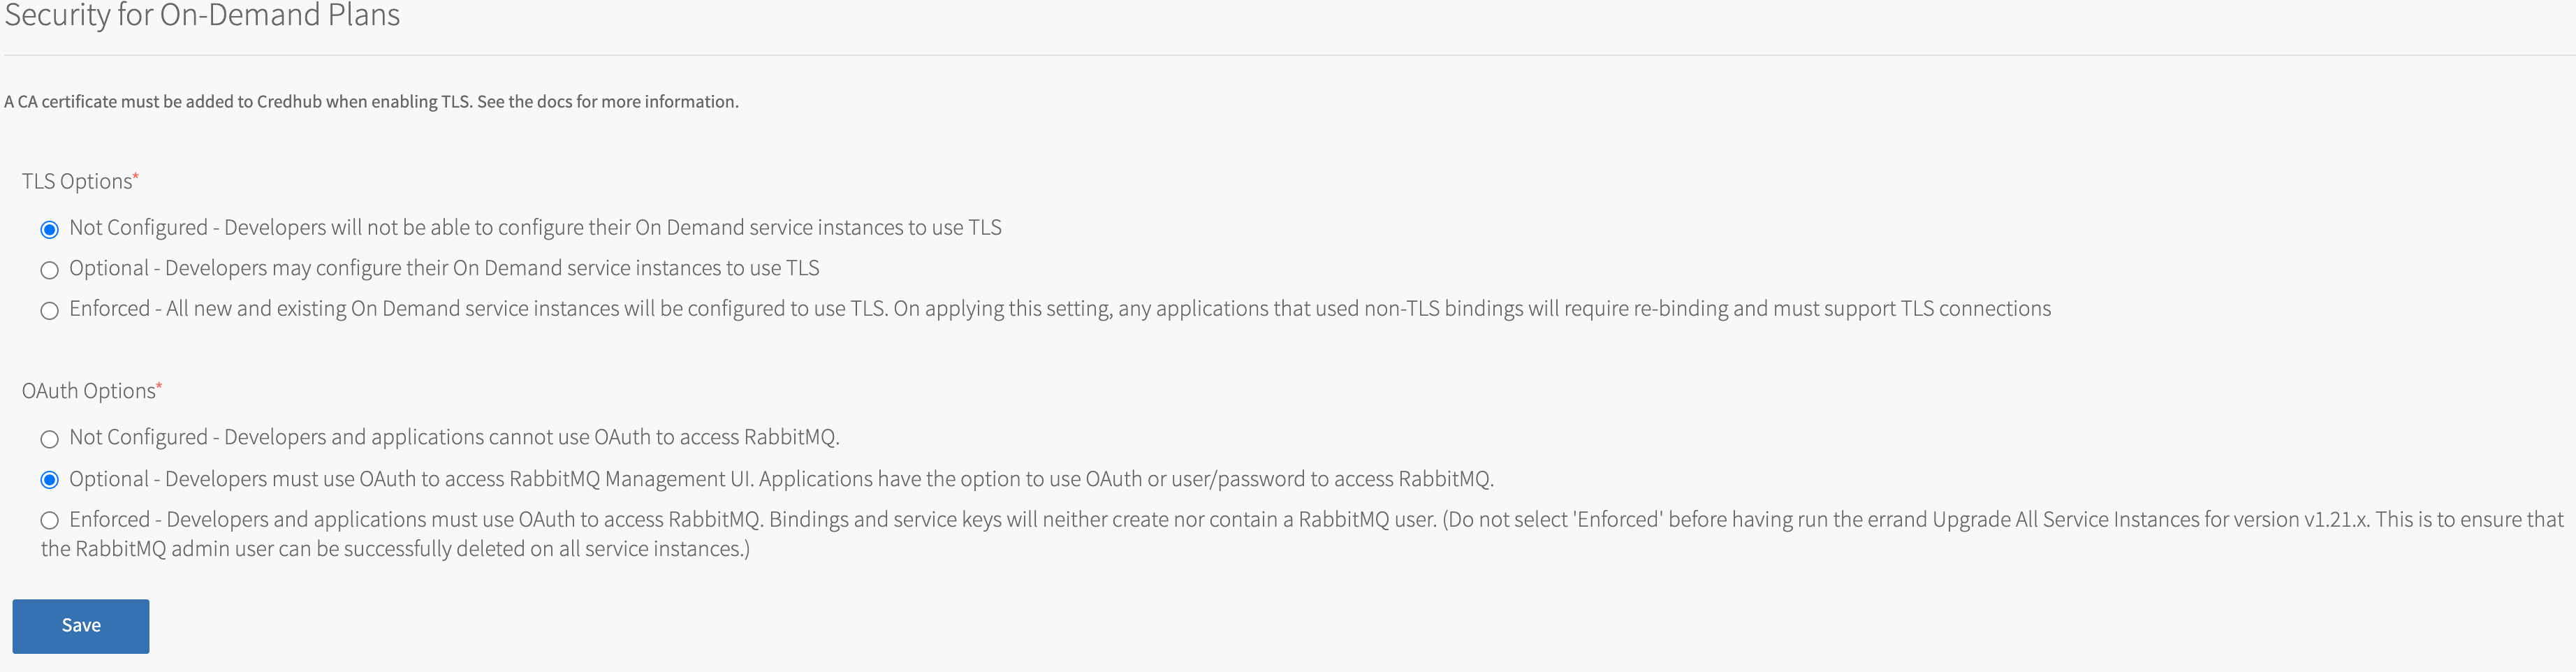 Security for On-Demand Plans
A CA certificate must be added to Credhub when enabling TLS. See the docs for more information.
TLS Options*
Not Configured - Developers will not be able to configure their On Demand service instances to use TLS
Optional - Developers may configure their On Demand service instances to use TLS
Enforced - All new and existing On Demand service instances will be configured to use TLS. On applying this setting, any applications that used non-TLS bindings will require re-binding and must support TLS connections
OAuth Options*
Not Configured - Developers and applications cannot use OAuth to access RabbitMQ.
Optional - Developers must use OAuth to access RabbitMQ Management UI. Applications have the option to use OAuth or user/password to access RabbitMQ.
Enforced - Developers and applications must use OAuth to access RabbitMQ. Bindings and service keys will neither create nor contain a RabbitMQ user. (Do not select 'Enforced' before having run the errand Upgrade All Service Instances for version v1.21.x. This is to ensure that
the RabbitMQ admin user can be successfully deleted on all service instances.)
Save